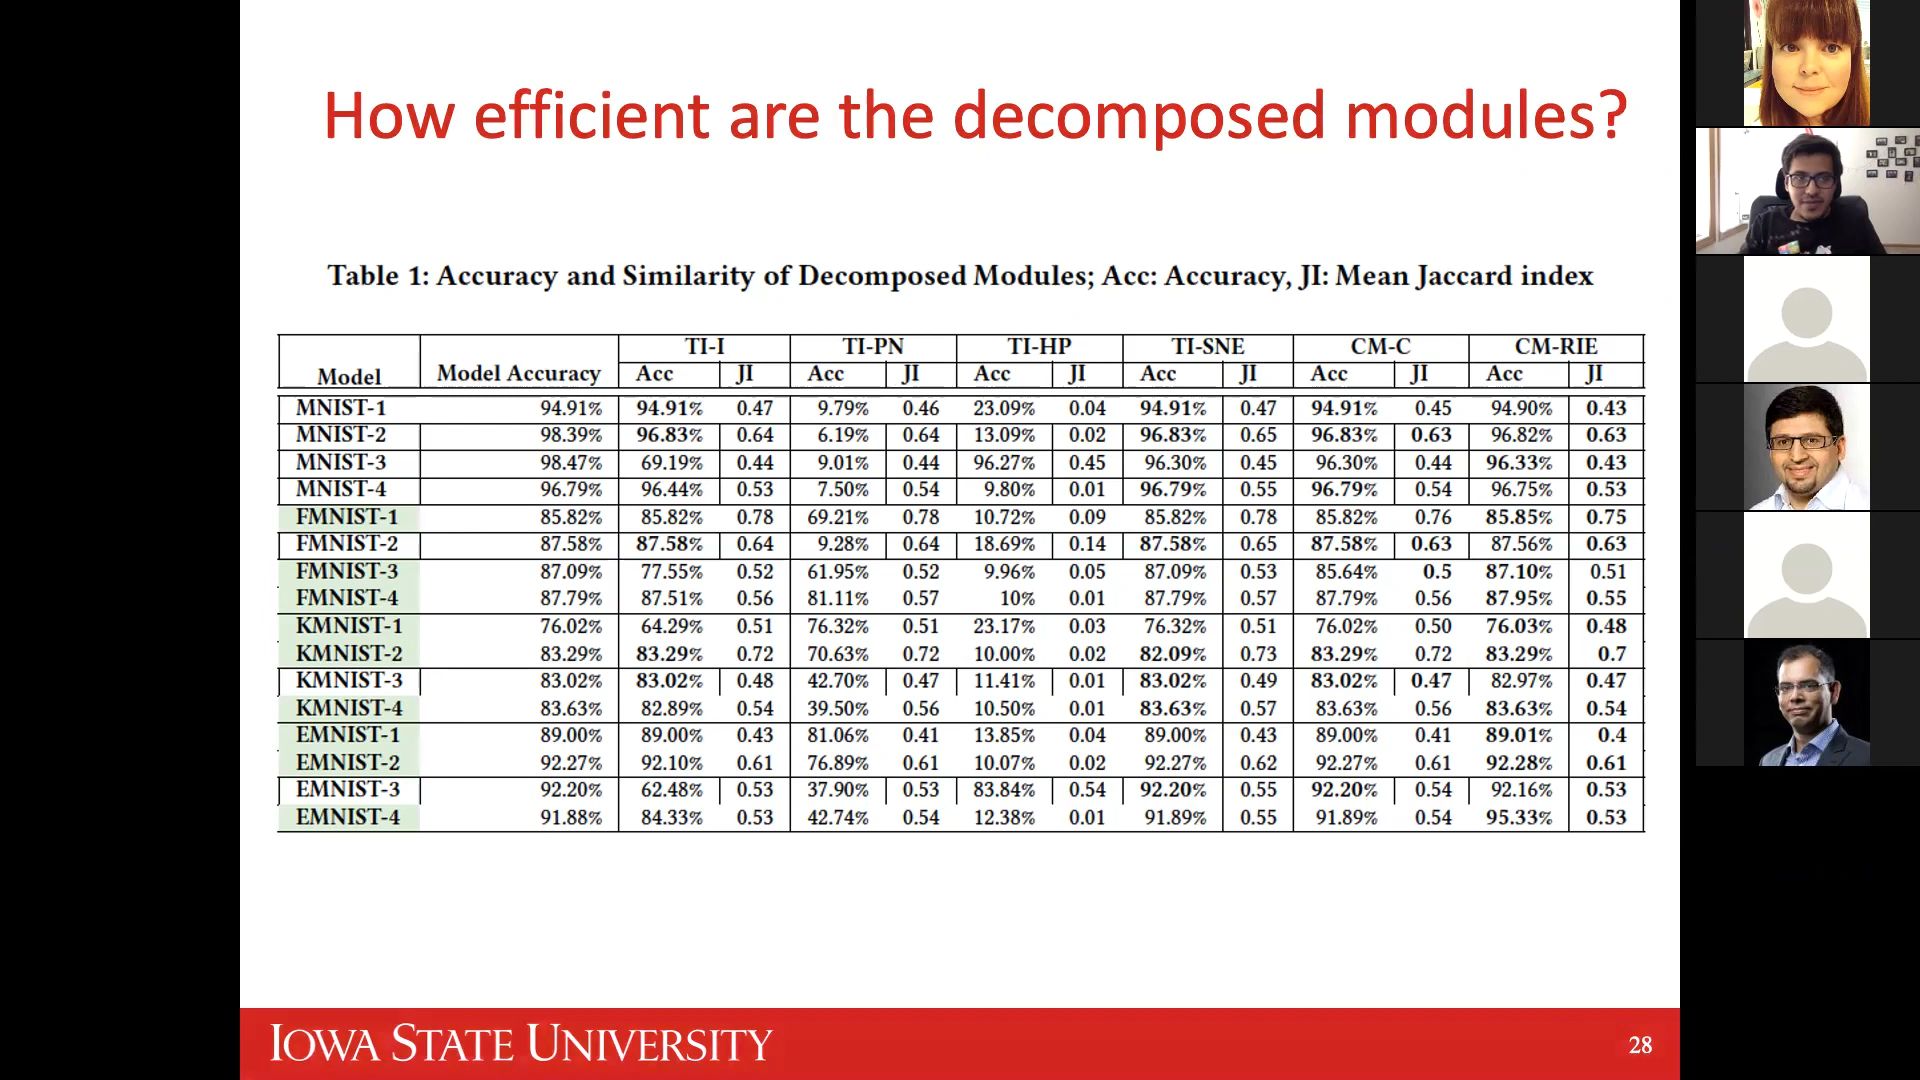 How efficient are the decomposed modules?
Table 1: Accuracy and Similarity of Decomposed Modules; Acc: Accuracy, JI: Mean Jaccard index
Model Model Accuracy TI-I TI-PN TI-HP TI-SNE CM-C CM-RIE
Acc JI Acc JI Acc JI Acc JI Acc JI Acc JI
MNIST-1 94.91% 94.91% 0.47 9.79% 0.46 23.09% 0.04 94.91% 0.47 94.91% 0.45 94.90% 0.43
MNIST-2 98.39% 96.83% 0.64 6.19% 0.64 13.09% 0.02 96.83% 0.65 96.83% 0.63 96.82% 0.63
MNIST-3 98.47% 69.19% 0.44 9.01% 0.44 96.27% 0.45 96.30% 0.45 96.30% 0.44 96.33% 0.43
MNIST-4 96.79% 96.44% 0.53 7.50% 0.54 9.80% 0.01 96.79% 0.55 96.79% 0.54 96.75% 0.53
FMNIST-1 85.82% 85.82% 0.78 69.21% 0.78 10.72% 0.09 85.82% 0.78 85.82% 0.76 85.85% 0.75
FMNIST-2 87.58% 87.58% 0.64 9.28% 0.64 18.69% 0.14 87.58% 0.65 87.58% 0.63 87.56% 0.63
FMNIST-3 87.09% 77.55% 0.52 61.95% 0.52 9.96% 0.05 87.09% 0.53 85.64% 0.5 87.10% 0.51
FMNIST-4 87.79% 87.51% 0.56 81.11% 0.57 10% 0.01 87.79% 0.57 87.79% 0.56 87.95% 0.55
KMNIST-1 76.02% 64.29% 0.51 76.32% 0.51 23.17% 0.03 76.32% 0.51 76.02% 0.50 76.03% 0.48
KMNIST-2 83.29% 83.29% 0.72 70.63% 0.72 10.00% 0.02 82.09% 0.73 83.29% 0.72 83.29% 0.7
KMNIST-3 83.02% 83.02% 0.48 42.70% 0.47 11.41% 0.01 83.02% 0.49 83.02% 0.47 82.97% 0.47
KMNIST-4 83.63% 82.89% 0.54 39.50% 0.56 10.50% 0.01 83.63% 0.57 83.63% 0.56 83.63% 0.54
EMNIST-1 89.00% 89.00% 0.43 81.06% 0.41 13.85% 0.04 89.00% 0.43 89.00% 0.41 89.01% 0.4
EMNIST-2 92.27% 92.10% 0.61 76.89% 0.61 10.07% 0.02 92.27% 0.62 92.27% 0.61 92.28% 0.61
EMNIST-3 92.20% 62.48% 0.53 37.90% 0.53 83.84% 0.54 92.20% 0.55 92.20% 0.54 92.16% 0.53
EMNIST-4 91.88% 84.33% 0.53 42.74% 0.54 12.38% 0.01 91.89% 0.55 91.89% 0.54 95.33% 0.53
IOWA STATE UNIVERSITY
28